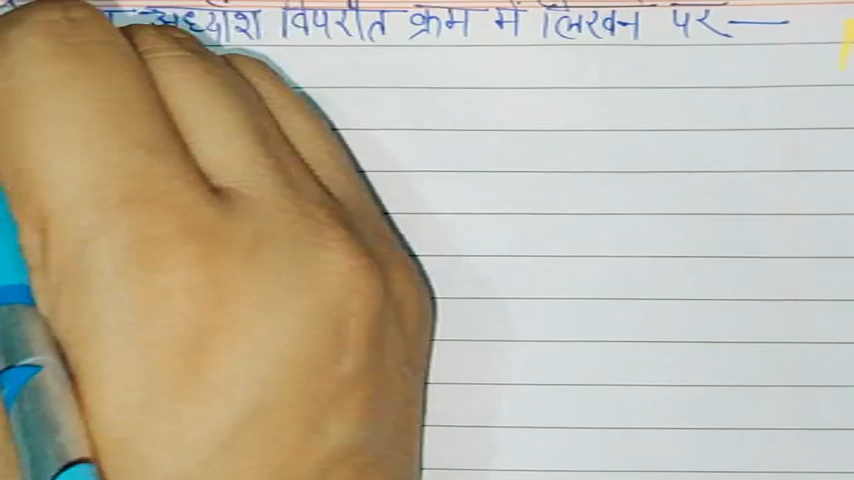 अध्यांश विपरीत क्रम में लिखने पर —